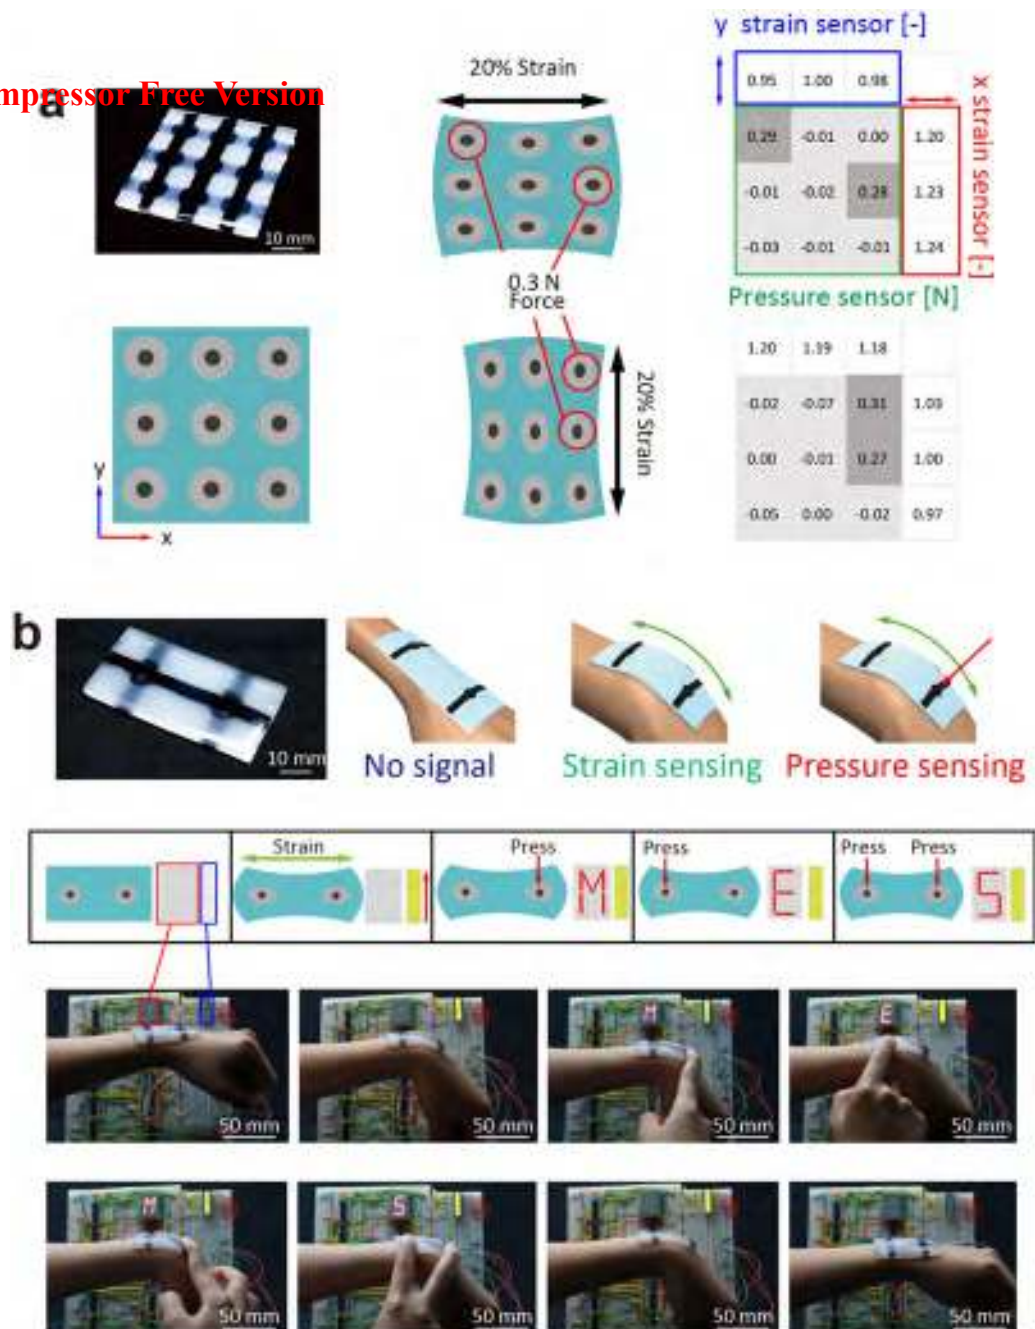 y strain sensor [-]
mpressor Free Version
a
10 mm
20% Strain
0.95 1.00 0.98
x strain sensor [-]
0.29 -0.01 0.00 1.20
-0.01 -0.02 0.28 1.23
-0.03 -0.01 -0.01 1.24
0.3 N
Force
Pressure sensor [N]
y
x
20% Strain
1.20 1.19 1.18
-0.02 -0.07 0.31 1.03
0.00 -0.01 0.27 1.00
-0.05 0.00 -0.02 0.97
b
10 mm
No signal
Strain sensing
Pressure sensing
Strain
Press
M
Press
E
Press Press
S
50 mm
50 mm
M
50 mm
E
50 mm
M
50 mm
S
50 mm
50 mm
50 mm